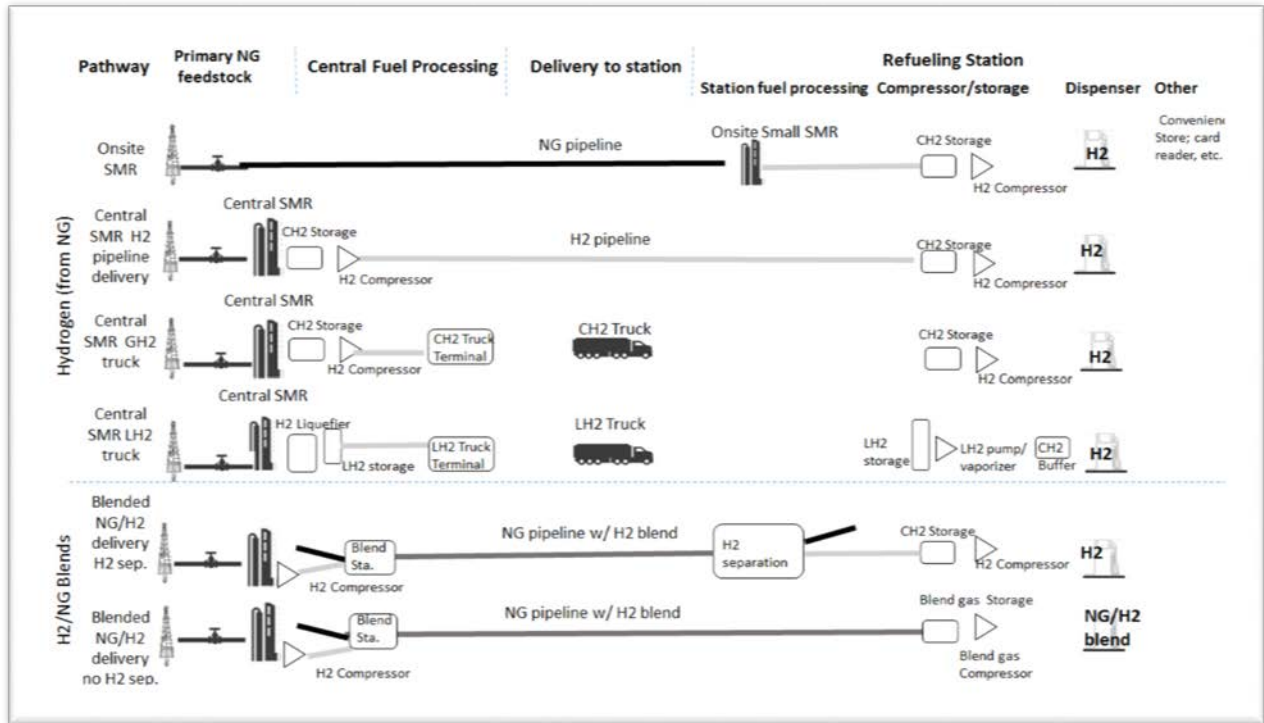 Pathway
Primary NG
feedstock
Central Fuel Processing
Delivery to station
Refueling Station
Station fuel processing
Compressor/storage
Dispenser
Other
Hydrogen (from NG)
Onsite
SMR
NG pipeline
Onsite Small SMR
CH2 Storage
H2 Compressor
H2
Convenienc
Store; card
reader, etc.
Central
SMR H2
pipeline
delivery
Central SMR
CH2 Storage
H2 Compressor
H2 pipeline
CH2 Storage
H2 Compressor
H2
Central
SMR GH2
truck
Central SMR
CH2 Storage
H2 Compressor
CH2 Truck
Terminal
CH2 Truck
CH2 Storage
H2 Compressor
H2
Central
SMR LH2
truck
Central SMR
H2 Liquefier
LH2 storage
LH2 Truck
Terminal
LH2 Truck
LH2
storage
LH2 pump/
vaporizer
CH2
Buffer
H2
H2/NG Blends
Blended
NG/H2
delivery
H2 sep.
H2 Compressor
Blend
Sta.
NG pipeline w/ H2 blend
H2
separation
CH2 Storage
H2 Compressor
H2
Blended
NG/H2
delivery
no H2 sep.
H2 Compressor
Blend
Sta.
NG pipeline w/ H2 blend
Blend gas Storage
Blend gas
Compressor
NG/H2
blend